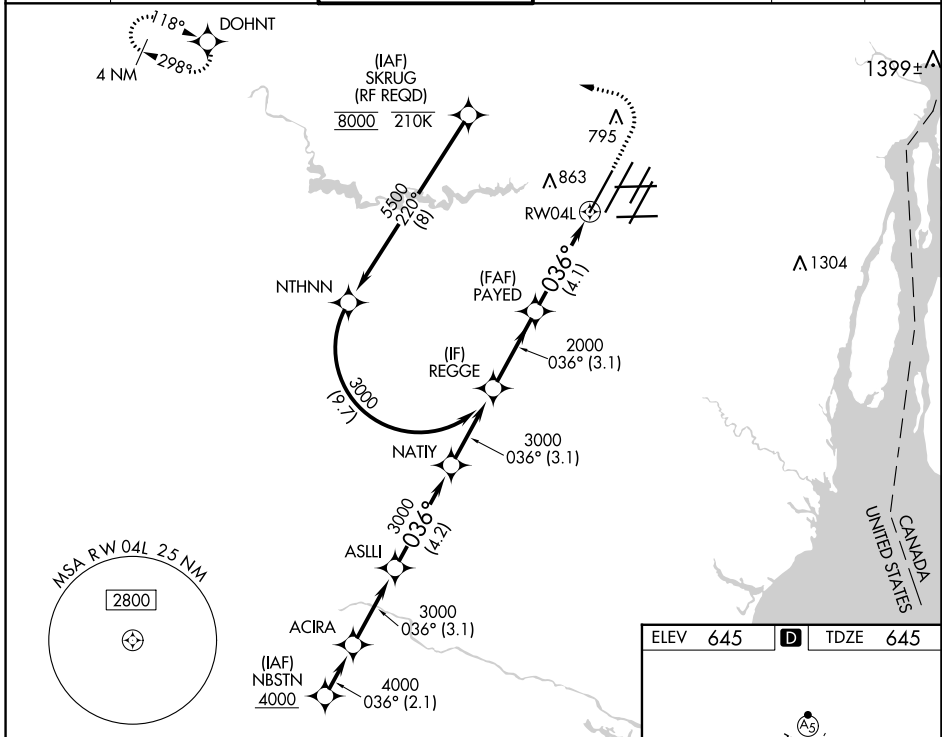 118°
DOHNT
298°
4 NM
(IAF)
SKRUG
(RF REQD)
8000 210K
1399±
795
863
RW04L
5500
220°
(8)
1304
NTHNN
(FAF)
PAYED
036°
(4.1)
2000
036° (3.1)
(IF)
REGGE
3000
(9.7)
3000
036° (3.1)
NATIY
3000
036°
(4.2)
CANADA
UNITED STATES
ASLLI
MSA RW 04L 25 NM
2800
3000
036° (3.1)
ACIRA
(IAF)
NBSTN
4000
4000
036° (2.1)
ELEV 645 D TDZE 645
A5